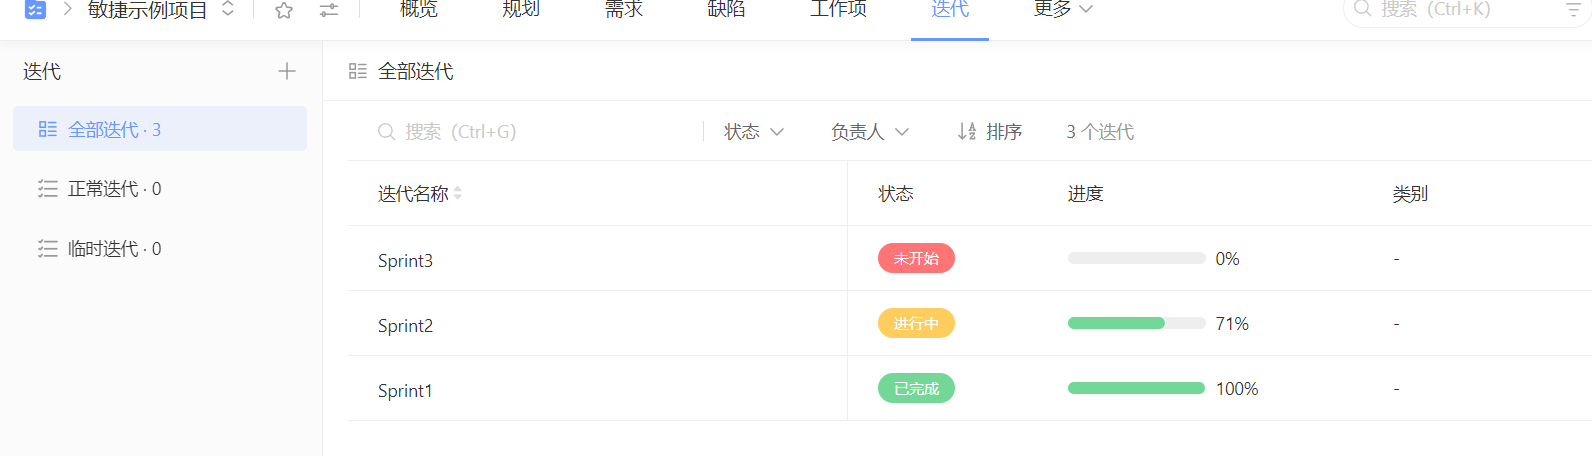 敏捷示例项目 概览 规划 需求 缺陷 工作项 迭代 更多 搜索（Ctrl+K）
迭代
全部迭代 · 3
正常迭代 · 0
临时迭代 · 0
全部迭代
搜索（Ctrl+G） 状态 负责人 排序 3 个迭代
迭代名称 状态 进度 类别
Sprint3 未开始 0% -
Sprint2 进行中 71% -
Sprint1 已完成 100% -